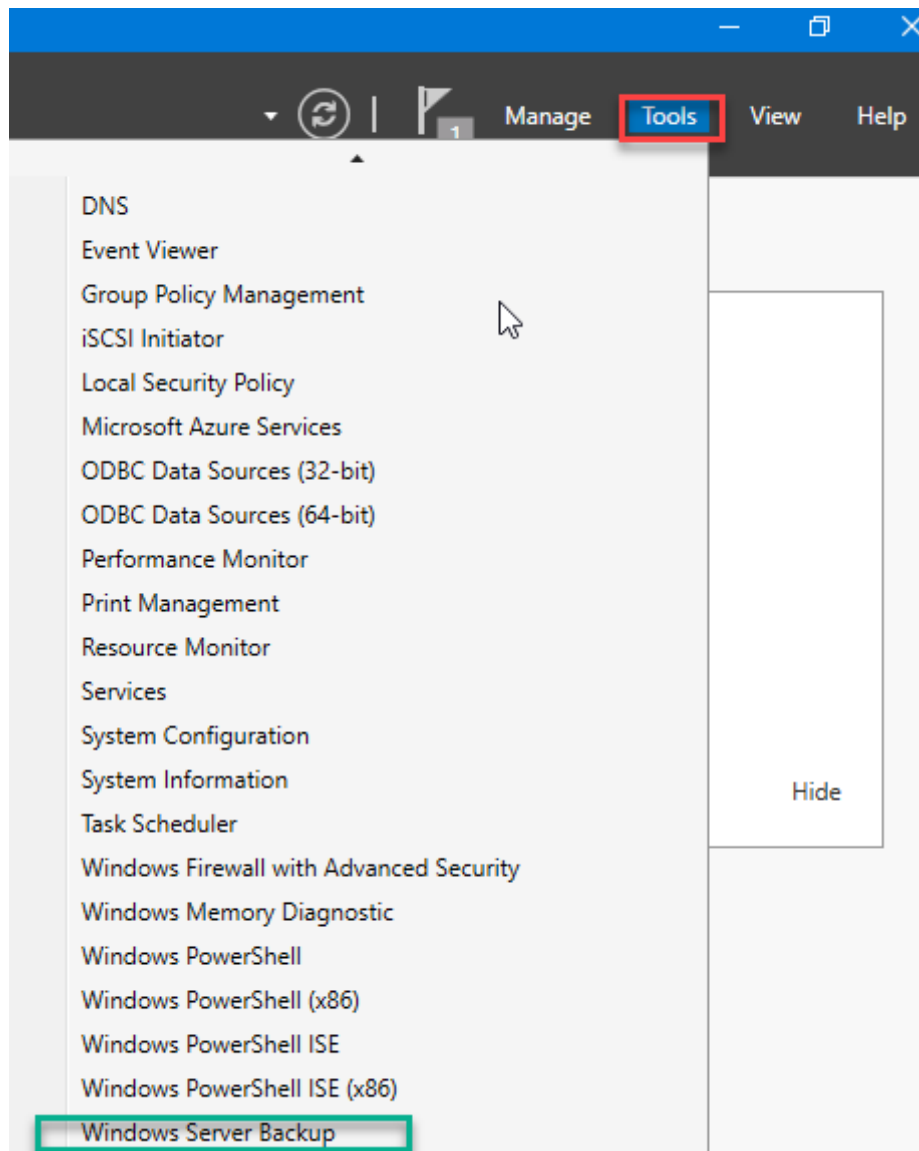 1
Manage
Tools
View
Help
DNS
Event Viewer
Group Policy Management
iSCSI Initiator
Local Security Policy
Microsoft Azure Services
ODBC Data Sources (32-bit)
ODBC Data Sources (64-bit)
Performance Monitor
Print Management
Resource Monitor
Services
System Configuration
System Information
Hide
Task Scheduler
Windows Firewall with Advanced Security
Windows Memory Diagnostic
Windows PowerShell
Windows PowerShell (x86)
Windows PowerShell ISE
Windows PowerShell ISE (x86)
Windows Server Backup